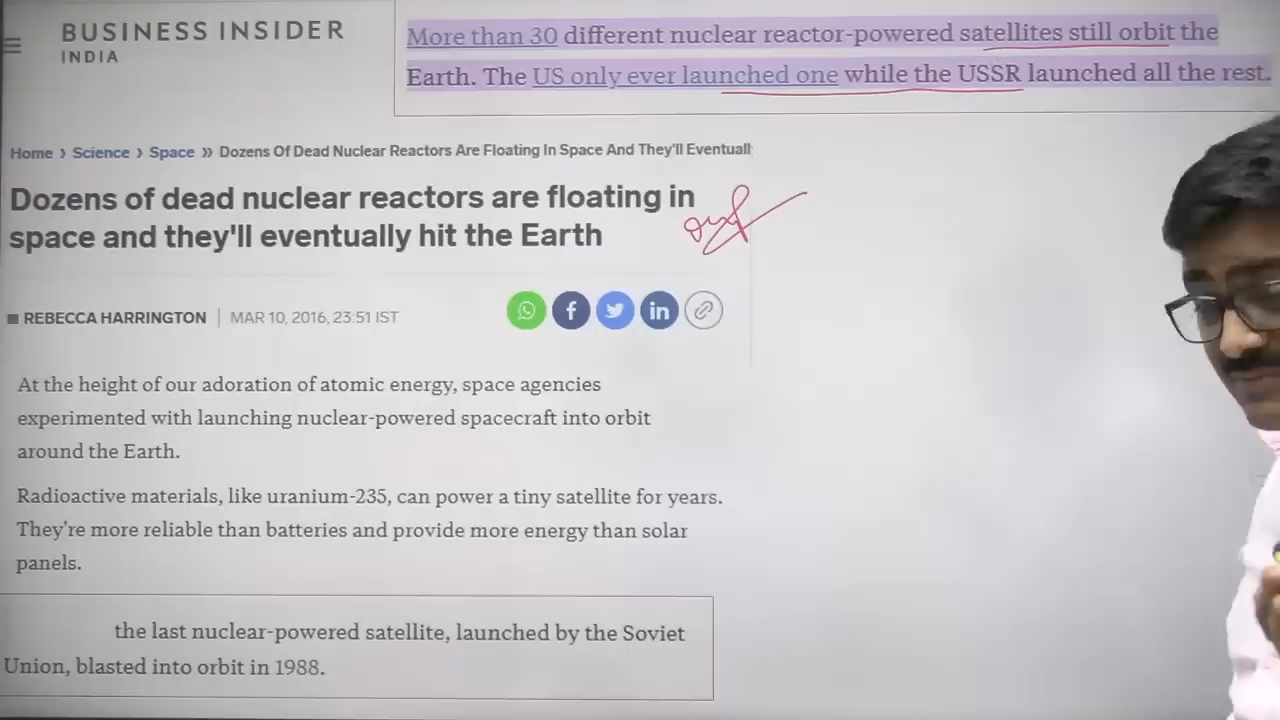 BUSINESS INSIDER
INDIA
More than 30 different nuclear reactor-powered satellites still orbit the
Earth. The US only ever launched one while the USSR launched all the rest.
Home › Science › Space » Dozens Of Dead Nuclear Reactors Are Floating In Space And They'll Eventuall
Dozens of dead nuclear reactors are floating in
space and they'll eventually hit the Earth
REBECCA HARRINGTON | MAR 10, 2016, 23:51 IST
At the height of our adoration of atomic energy, space agencies
experimented with launching nuclear-powered spacecraft into orbit
around the Earth.
Radioactive materials, like uranium-235, can power a tiny satellite for years.
They're more reliable than batteries and provide more energy than solar
panels.
the last nuclear-powered satellite, launched by the Soviet
Union, blasted into orbit in 1988.